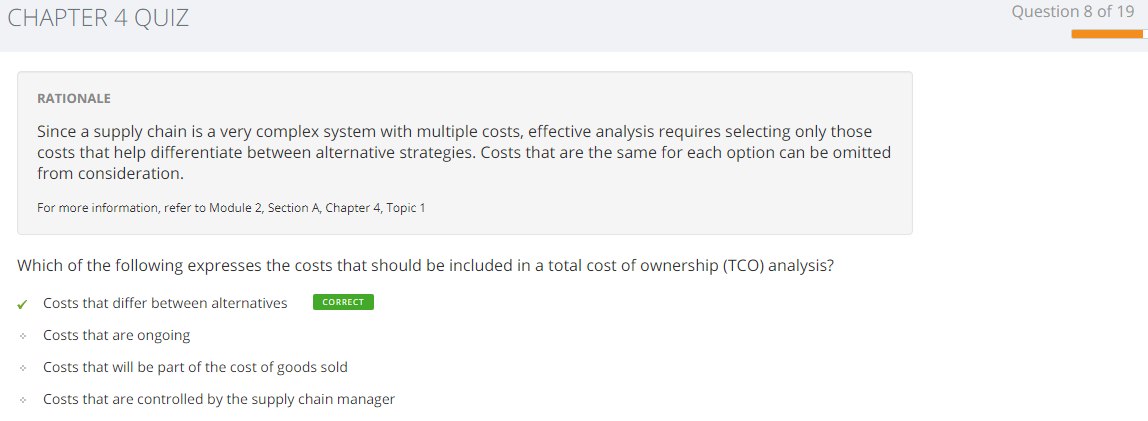 CHAPTER 4 QUIZ
Question 8 of 19
RATIONALE
Since a supply chain is a very complex system with multiple costs, effective analysis requires selecting only those
costs that help differentiate between alternative strategies. Costs that are the same for each option can be omitted
from consideration.
For more information, refer to Module 2, Section A, Chapter 4, Topic 1
Which of the following expresses the costs that should be included in a total cost of ownership (TCO) analysis?
Costs that differ between alternatives CORRECT
Costs that are ongoing
Costs that will be part of the cost of goods sold
Costs that are controlled by the supply chain manager